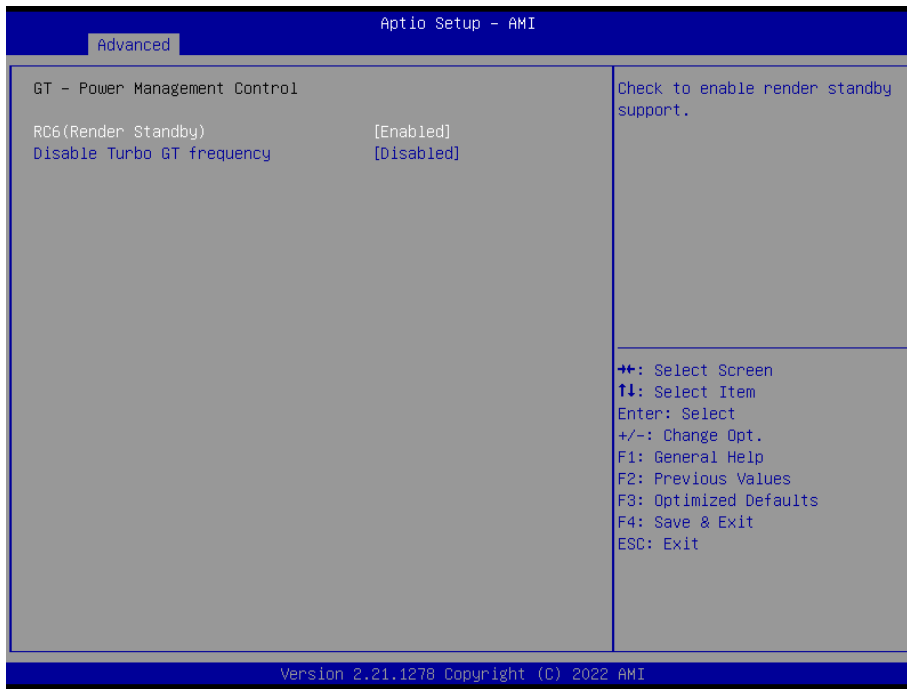 Aptio Setup – AMI
Advanced
GT – Power Management Control
RC6(Render Standby) [Enabled]
Disable Turbo GT frequency [Disabled]
Check to enable render standby
support.
→←: Select Screen
↑↓: Select Item
Enter: Select
+/-: Change Opt.
F1: General Help
F2: Previous Values
F3: Optimized Defaults
F4: Save & Exit
ESC: Exit
Version 2.21.1278 Copyright (C) 2022 AMI